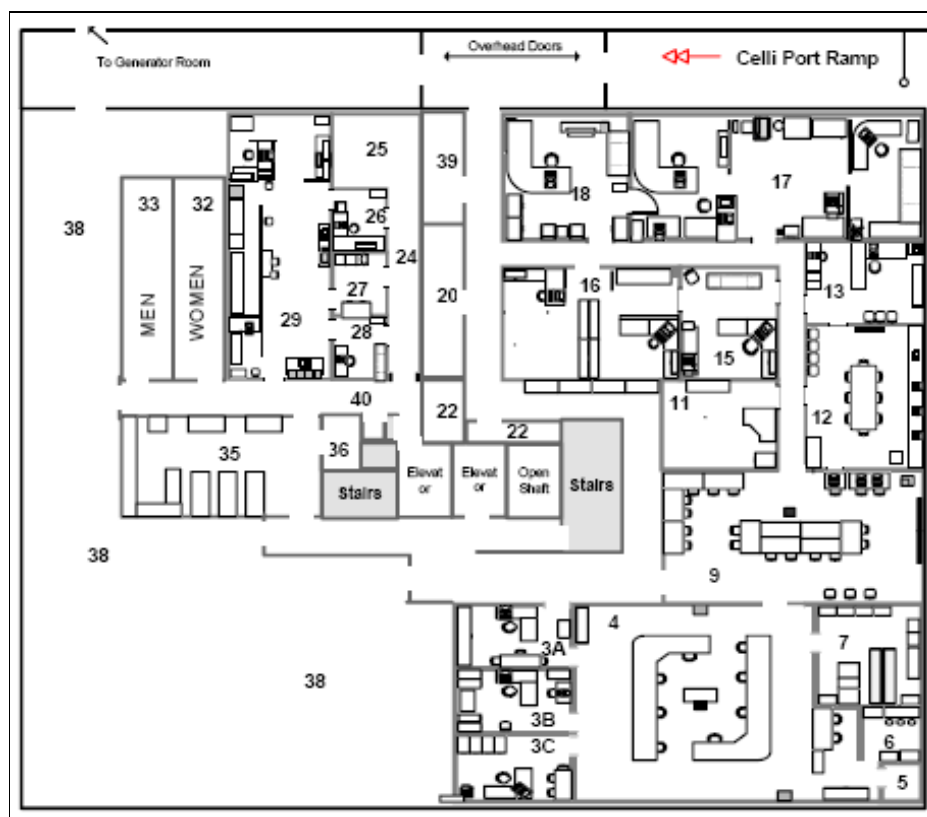 To Generator Room
Overhead Doors
Celli Port Ramp
25
39
18
17
33
32
38
26
24
MEN
WOMEN
29
27
28
20
16
15
13
40
22
11
12
35
36
22
Elevat
or
Elevat
or
Open
Shaft
Stairs
Stairs
38
9
4
3A
7
38
3B
3C
6
5